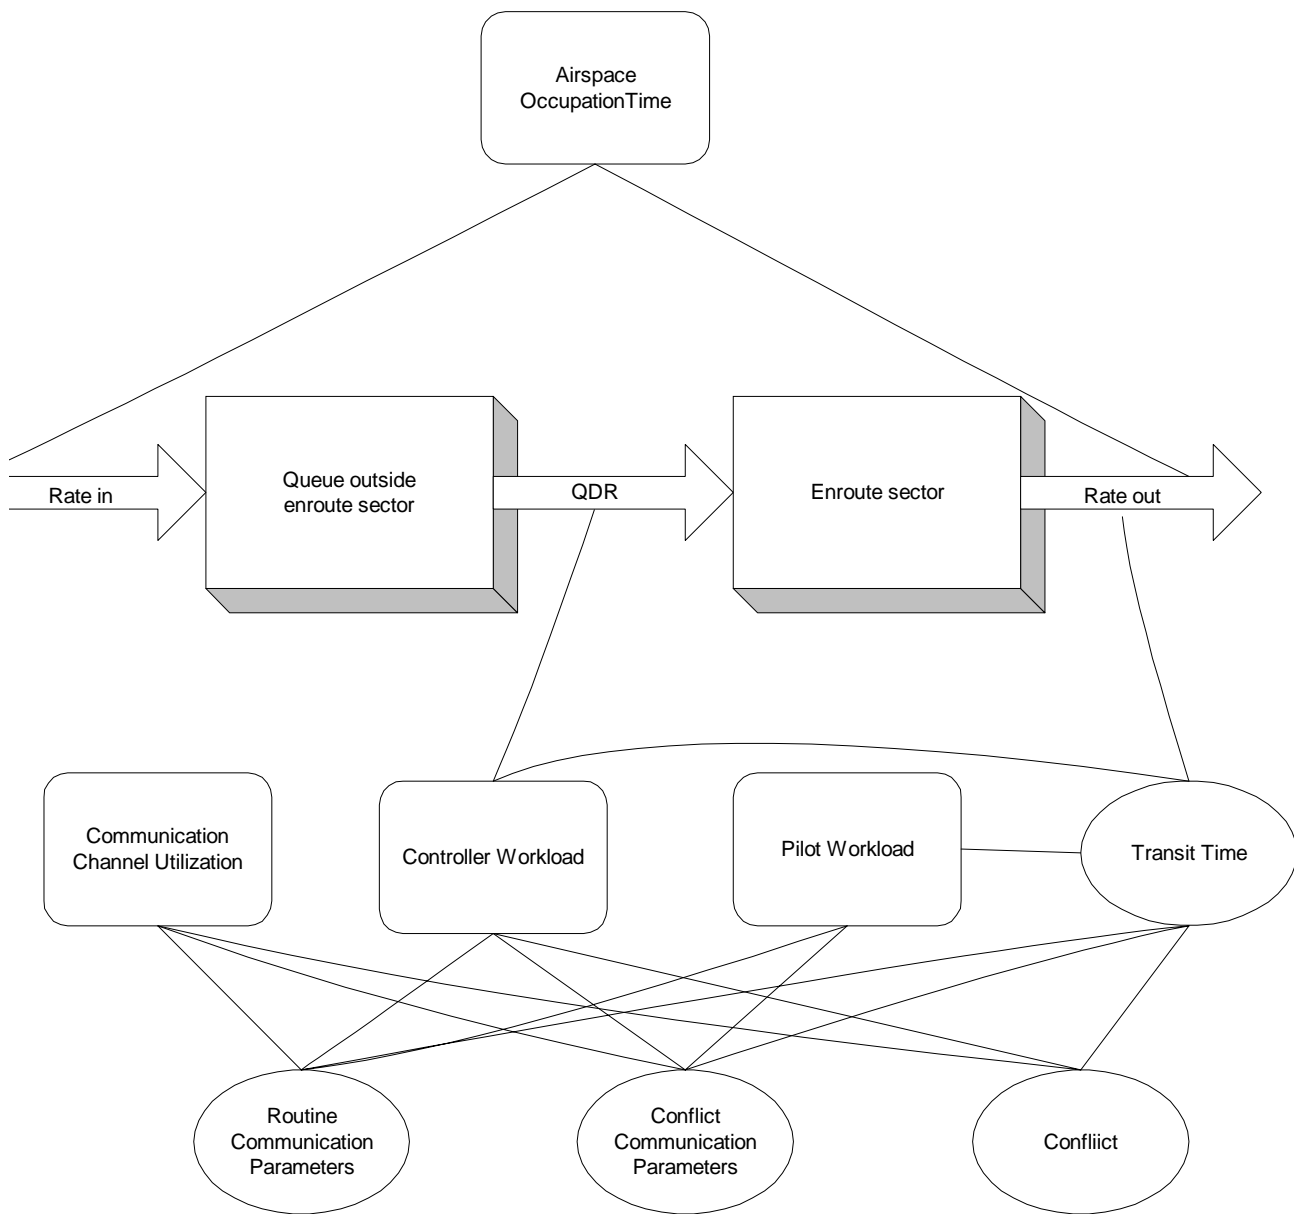 Airspace
OccupationTime
Rate in
Queue outside
enroute sector
QDR
Enroute sector
Rate out
Communication
Channel Utilization
Controller Workload
Pilot Workload
Transit Time
Routine
Communication
Parameters
Conflict
Communication
Parameters
Confliict